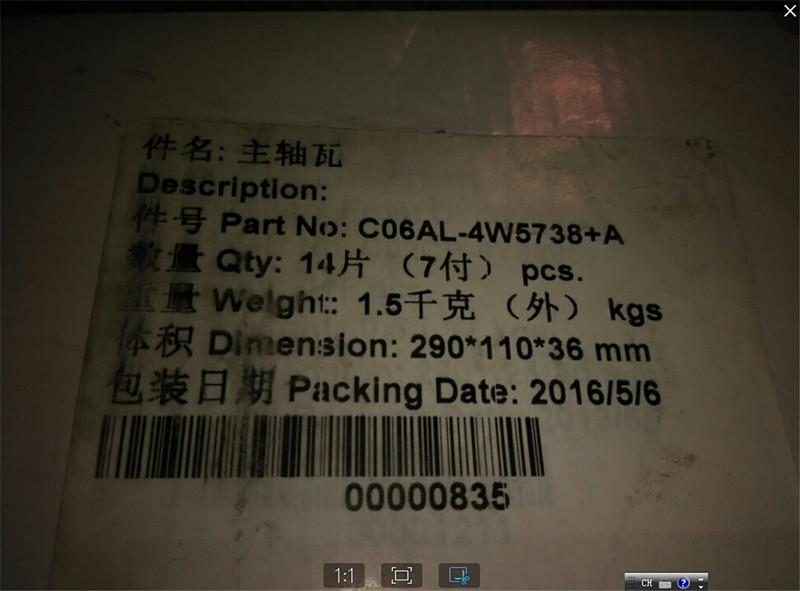 件名: 主轴瓦
Description:
件号 Part No: C06AL-4W5738+A
数量 Qty: 14片 （7付） pcs.
重量 Weight: 1.5千克 （外） kgs
体积 Dimension: 290*110*36 mm
包装日期 Packing Date: 2016/5/6
00000835
1:1
CH